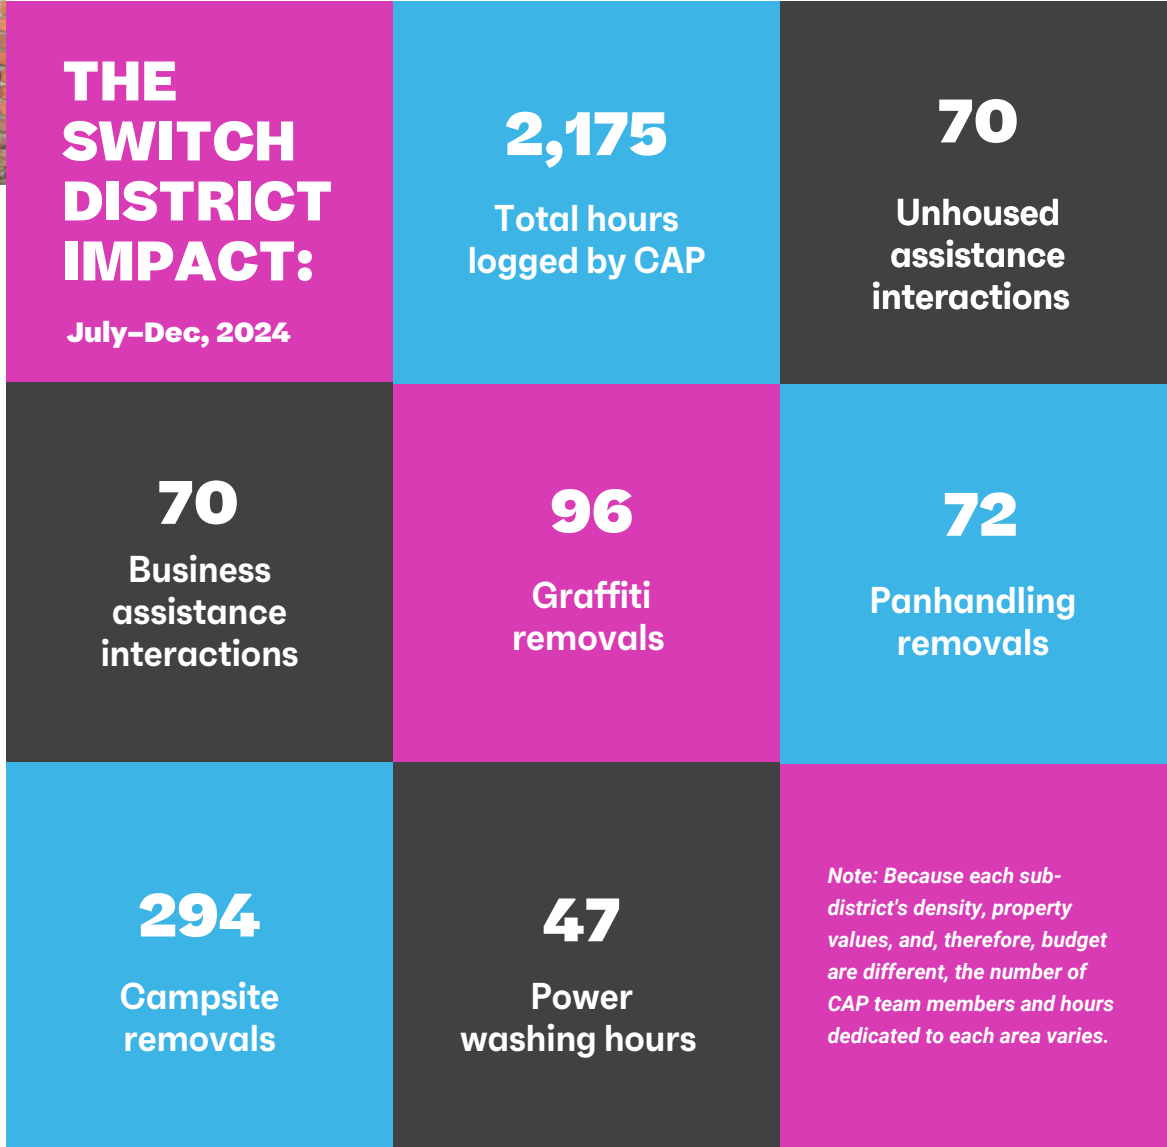 THE
SWITCH
DISTRICT
IMPACT:
July–Dec, 2024
2,175
Total hours
logged by CAP
70
Unhoused
assistance
interactions
70
Business
assistance
interactions
96
Graffiti
removals
72
Panhandling
removals
294
Campsite
removals
47
Power
washing hours
Note: Because each sub-
district's density, property
values, and, therefore, budget
are different, the number of
CAP team members and hours
dedicated to each area varies.